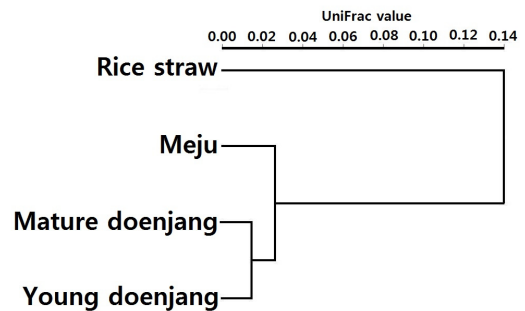 UniFrac value
0.00 0.02 0.04 0.06 0.08 0.10 0.12 0.14
Rice straw
Meju
Mature doenjang
Young doenjang